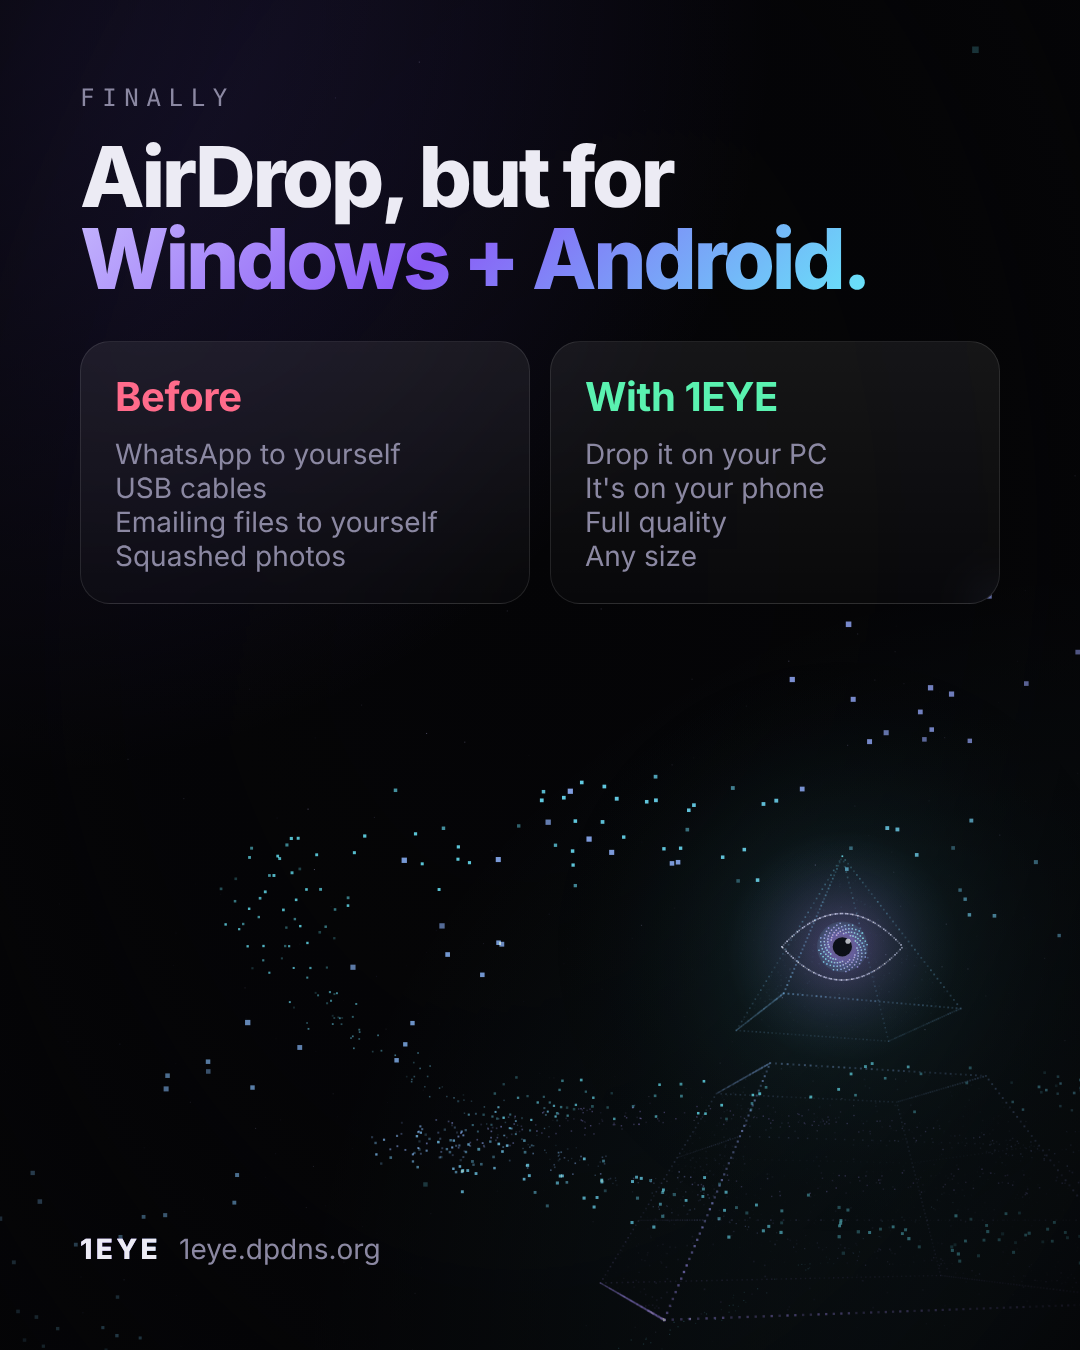 FINALLY
AirDrop, but for
Windows + Android.
Before
WhatsApp to yourself
USB cables
Emailing files to yourself
Squashed photos
With 1EYE
Drop it on your PC
It's on your phone
Full quality
Any size
1EYE 1eye.dpdns.org